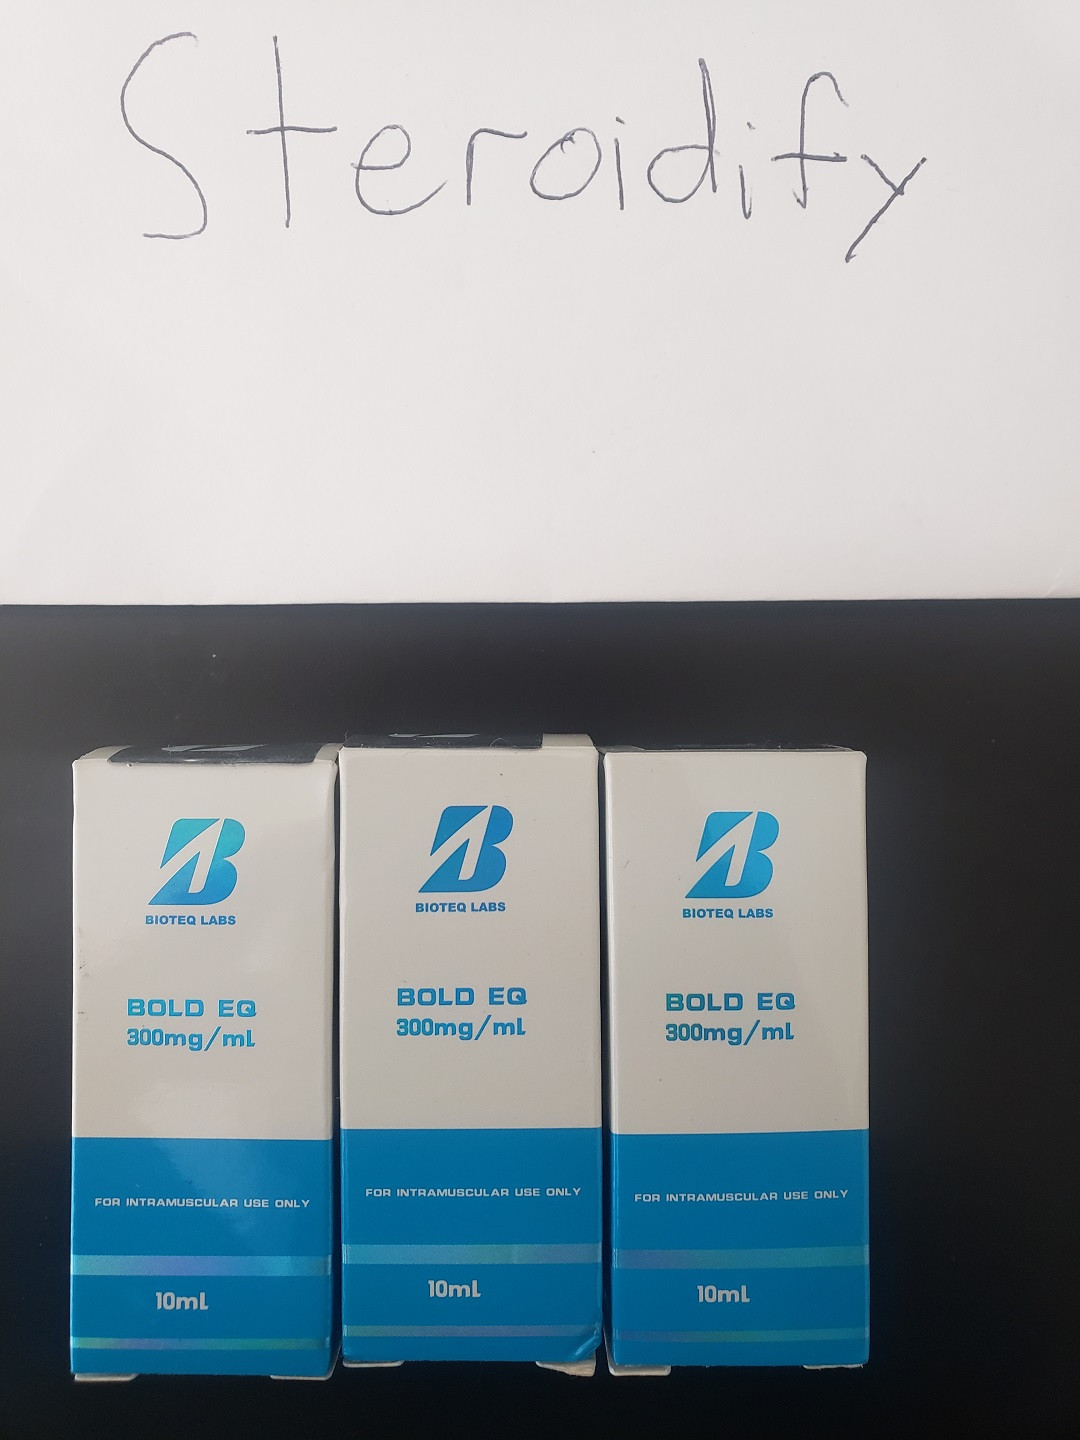 Steroidify
BIOTEQ LABS
BOLD EQ
300mg/mL
FOR INTRAMUSCULAR USE ONLY
10mL
BIOTEQ LABS
BOLD EQ
300mg/mL
FOR INTRAMUSCULAR USE ONLY
10mL
BIOTEQ LABS
BOLD EQ
300mg/mL
FOR INTRAMUSCULAR USE ONLY
10mL